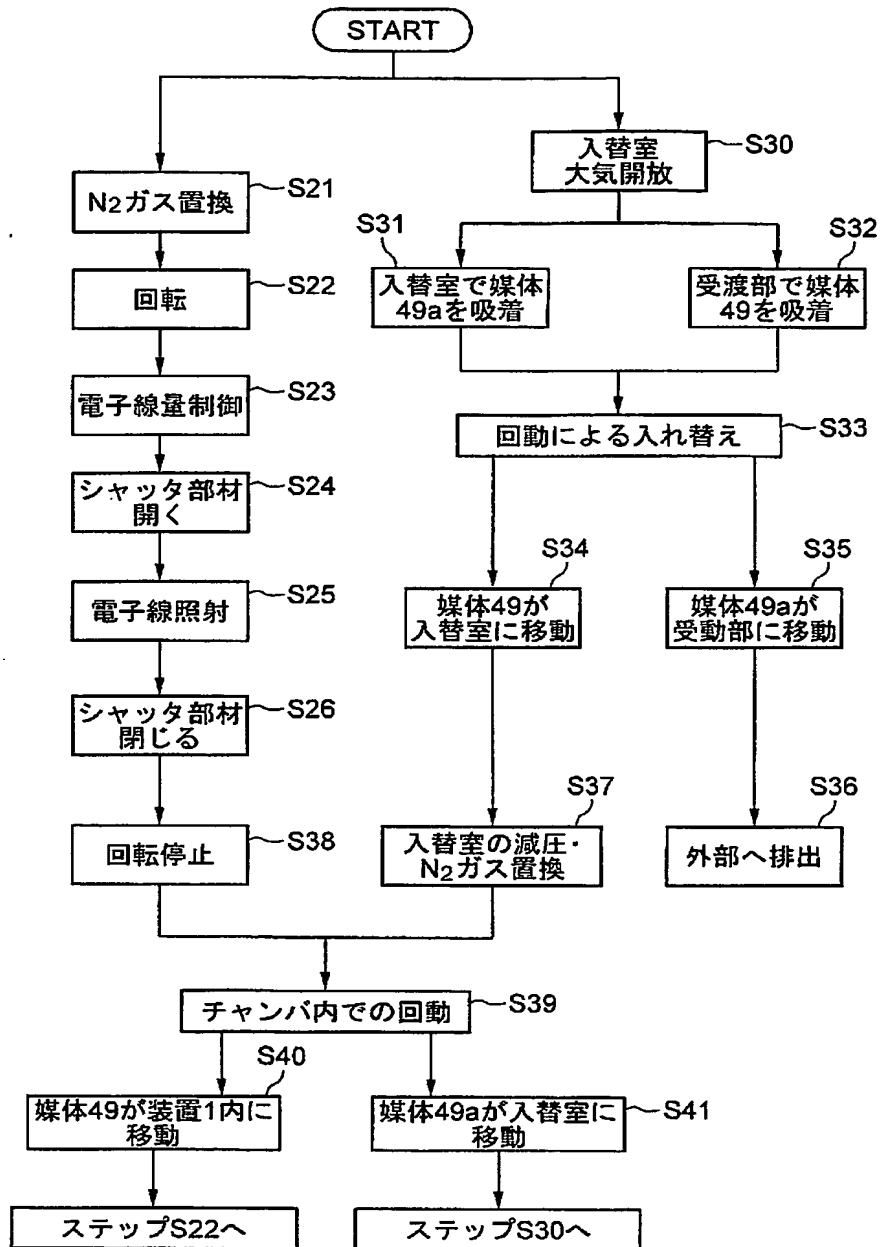 START
N2ガス置換
S21
回転
S22
電子線量制御
S23
シャッタ部材
開く
S24
電子線照射
S25
シャッタ部材
閉じる
S26
回転停止
S38
入替室
大気開放
S30
S31
入替室で媒体
49aを吸着
S32
受渡部で媒体
49を吸着
回動による入れ替え
S33
S34
媒体49が
入替室に移動
S35
媒体49aが
受動部に移動
S37
入替室の減圧・
N2ガス置換
S36
外部へ排出
チャンバ内での回動
S39
S40
媒体49が装置1内に
移動
媒体49aが入替室に
移動
S41
ステップS22へ
ステップS30へ